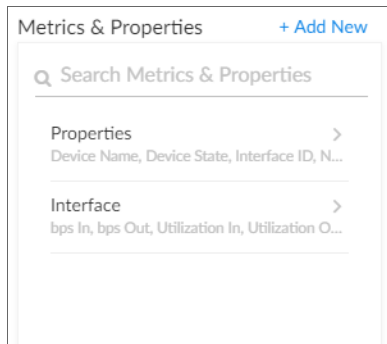 Metrics & Properties + Add New
Search Metrics & Properties
Properties
Device Name, Device State, Interface ID, N...
Interface
bps In, bps Out, Utilization In, Utilization O...